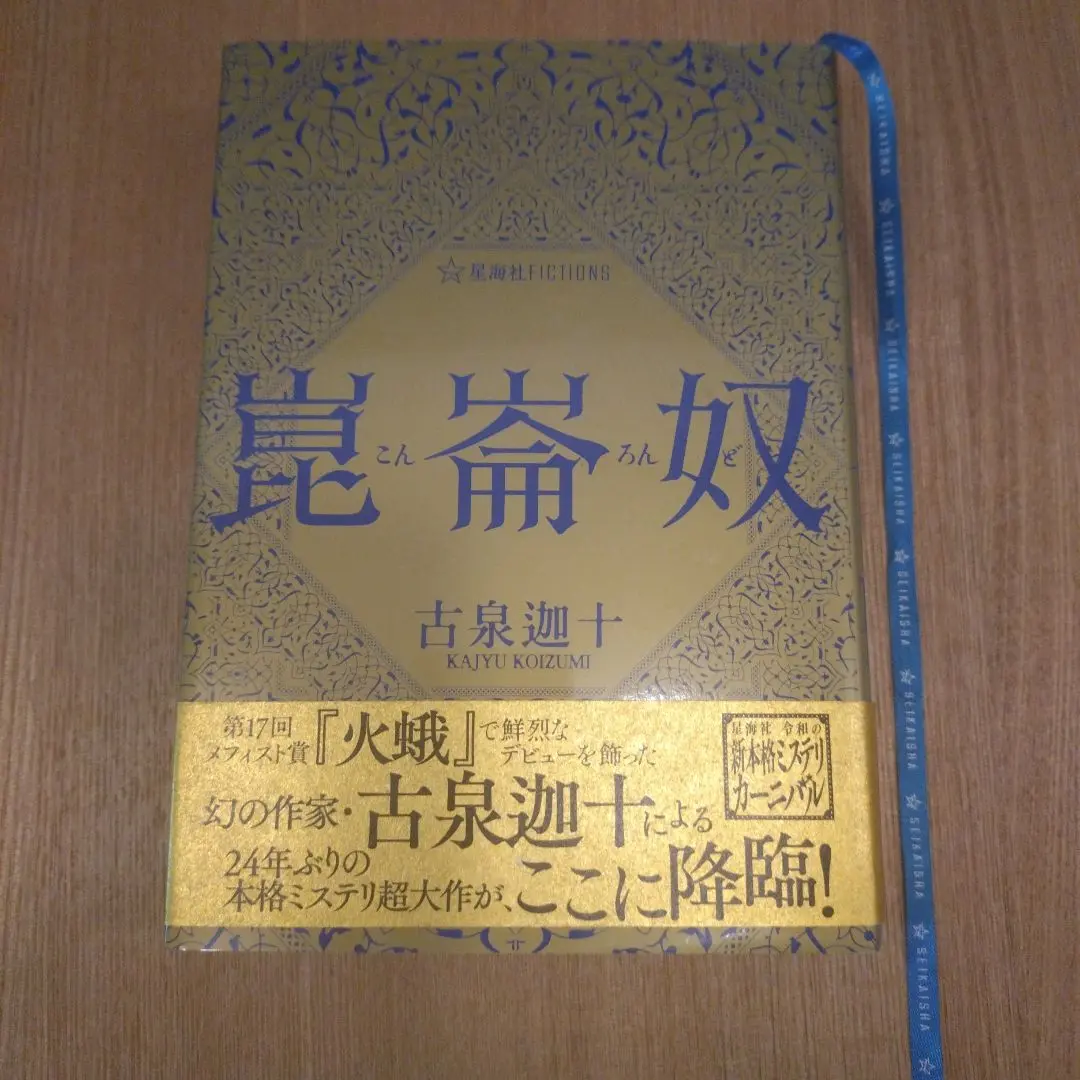 ☆星海社FICTIONS
崑崙奴
こん ろん ど
古泉迦十
KAJYU KOIZUMI
第17回
メフィスト賞
『火蛾』で鮮烈な
デビューを飾った
幻の作家・古泉迦十による
24年ぶりの
本格ミステリ超大作が、ここに降臨!
星海社 令和の
新本格ミステリ
カーニバル
☆ SEIKAISHA ☆ SEIKAISHA ☆ SEIKAISHA ☆ SEIKAISHA ☆ SEIKAISHA ☆ SEIKAISHA ☆ SEIKAISHA ☆ SEIKAISHA ☆